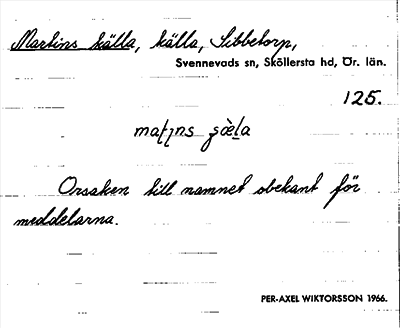 Martins källa, källa, Sibbetorp,
Svennevads sn, Sköllersta hd, Ör. län.
125.
Orsaken till namnet obekant för
meddelarna.
PER-AXEL WIKTORSSON 1966.